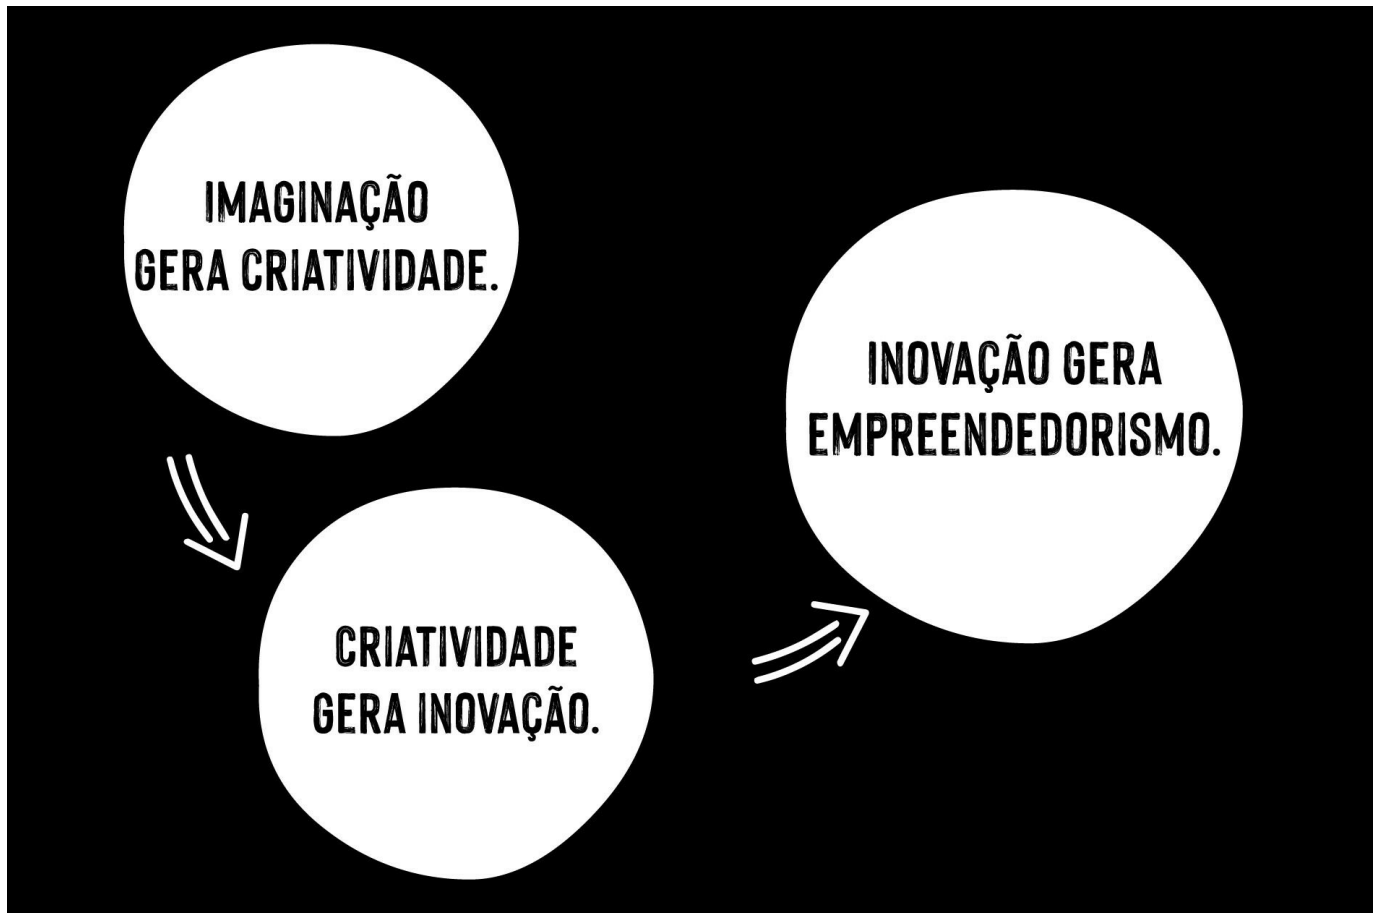 IMAGINAÇÃO
GERA CRIATIVIDADE.
CRIATIVIDADE
GERA INOVAÇÃO.
INOVAÇÃO GERA
EMPREENDEDORISMO.